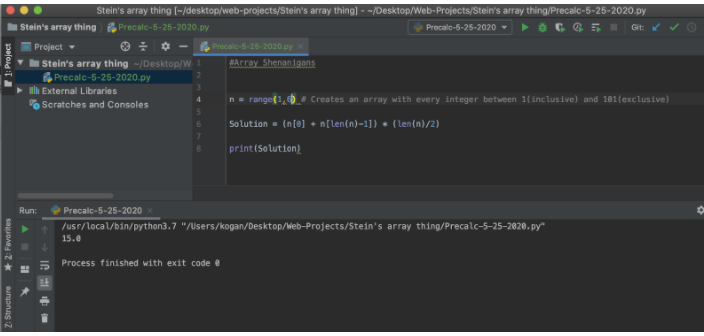 Stein's array thing [~/desktop/web-projects/Stein's array thing] - ~/Desktop/Web-Projects/Stein's array thing/Precalc-5-25-2020.py
Stein's array thing
Precalc-5-25-2020.py
Precalc-5-25-2020
Git:
1: Project
Project
Precalc-5-25-2020.py
Stein's array thing ~/Desktop/W
Precalc-5-25-2020.py
External Libraries
Scratches and Consoles
1 #Array Shenanigans
2
3
4 n = range(1,6) # Creates an array with every integer between 1(inclusive) and 101(exclusive)
5
6 Solution = (n[0] + n[len(n)-1]) * (len(n)/2)
7
8 print(Solution)
Run:
Precalc-5-25-2020
/usr/local/bin/python3.7 "/Users/kogan/Desktop/Web-Projects/Stein's array thing/Precalc-5-25-2020.py"
15.0
Process finished with exit code 0
2: Favorites
Z: Structure